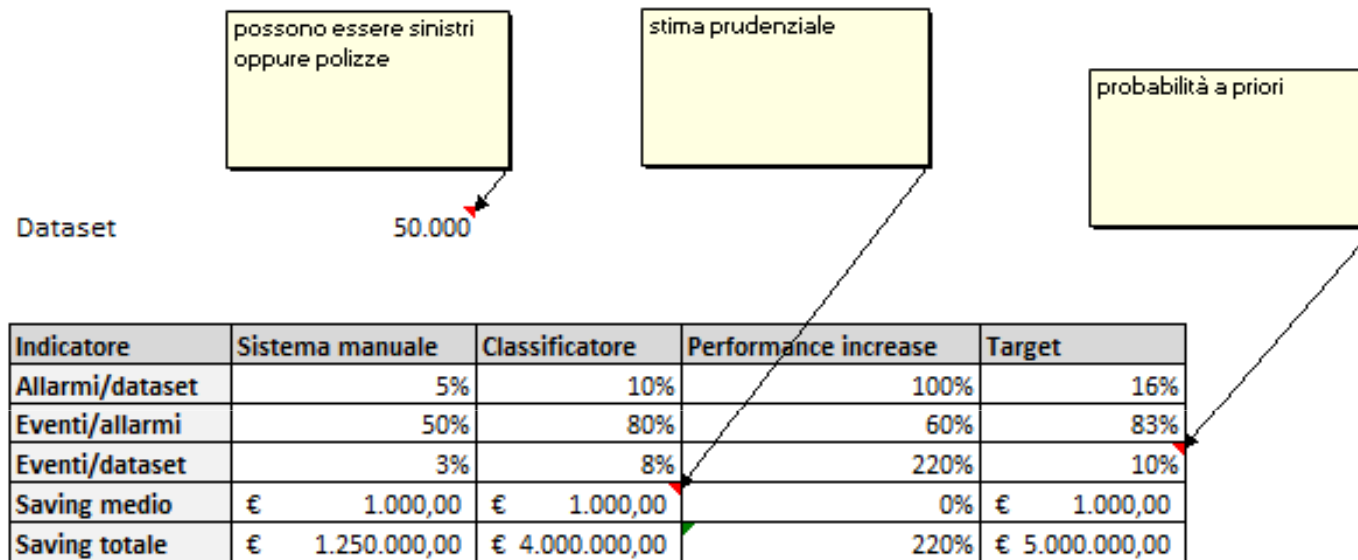 possono essere sinistri
oppure polizze
stima prudenziale
probabilità a priori
Dataset 50.000
Indicatore Sistema manuale Classificatore Performance increase Target
Allarmi/dataset 5% 10% 100% 16%
Eventi/allarmi 50% 80% 60% 83%
Eventi/dataset 3% 8% 220% 10%
Saving medio € 1.000,00 € 1.000,00 0% € 1.000,00
Saving totale € 1.250.000,00 € 4.000.000,00 220% € 5.000.000,00